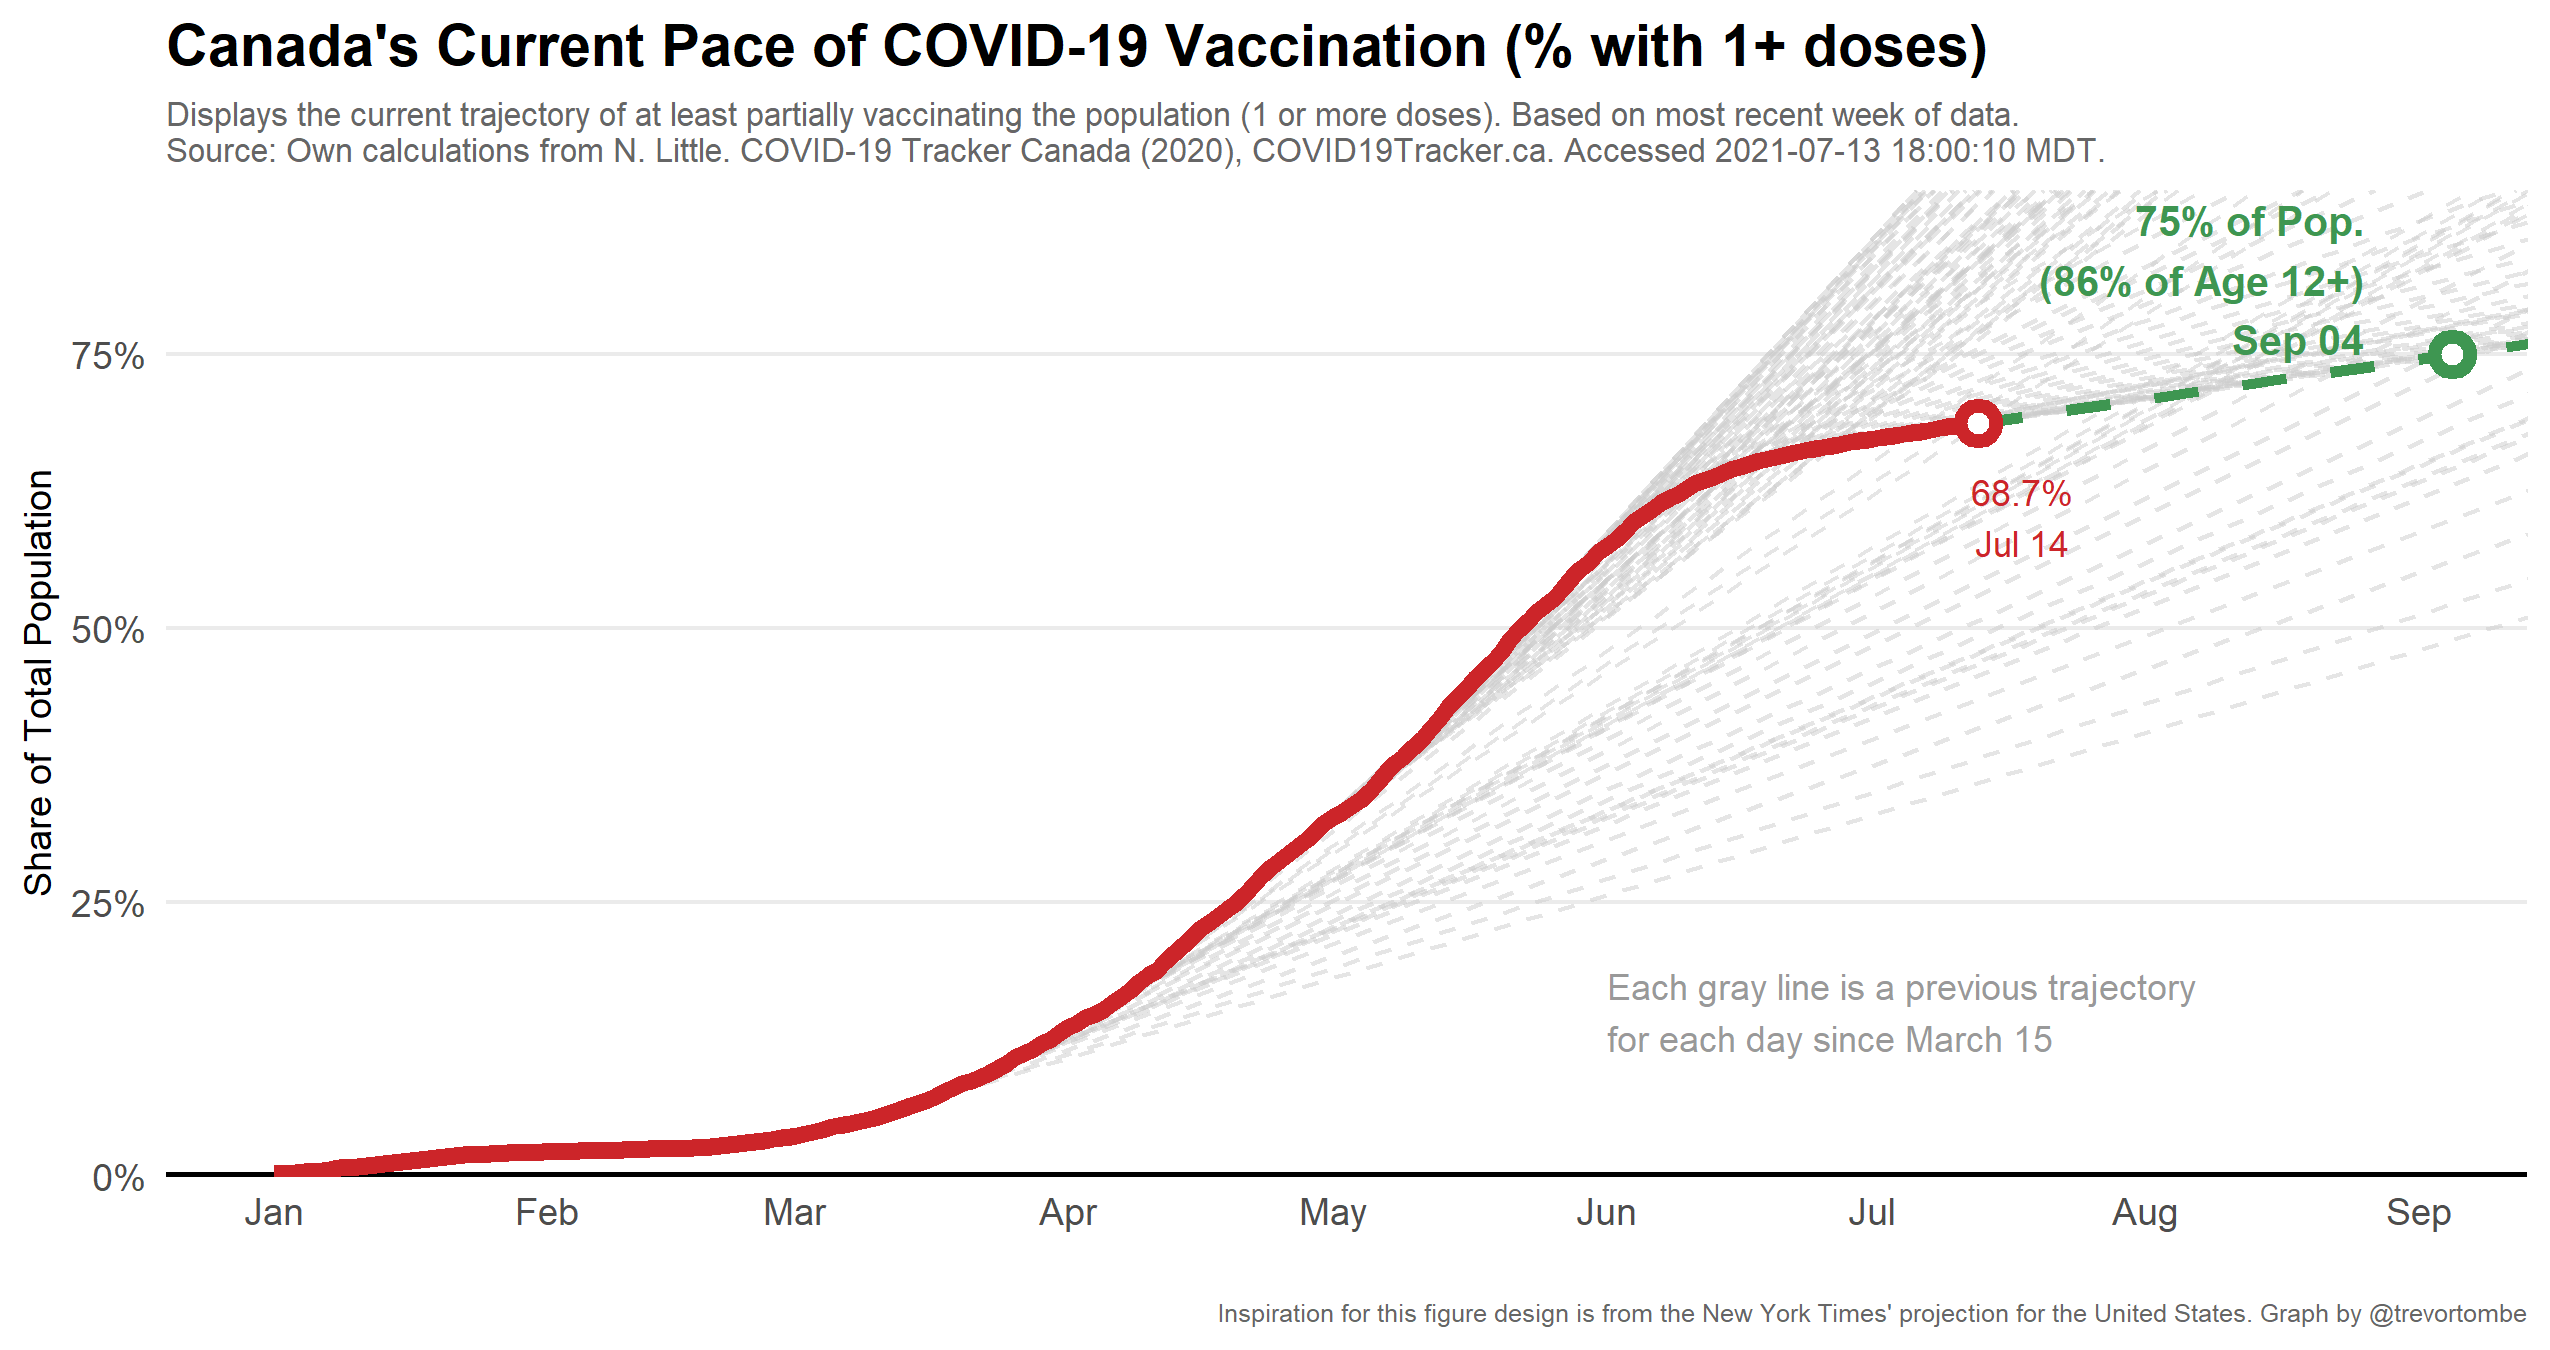 Canada's Current Pace of COVID-19 Vaccination (% with 1+ doses)
Displays the current trajectory of at least partially vaccinating the population (1 or more doses). Based on most recent week of data.
Source: Own calculations from N. Little. COVID-19 Tracker Canada (2020), COVID19Tracker.ca. Accessed 2021-07-13 18:00:10 MDT.
75% of Pop.
(86% of Age 12+)
Sep 04
75%
68.7%
Jul 14
Share of Total Population
50%
25%
Each gray line is a previous trajectory
for each day since March 15
0%
Jan Feb Mar Apr May Jun Jul Aug Sep
Inspiration for this figure design is from the New York Times' projection for the United States. Graph by @trevortombe